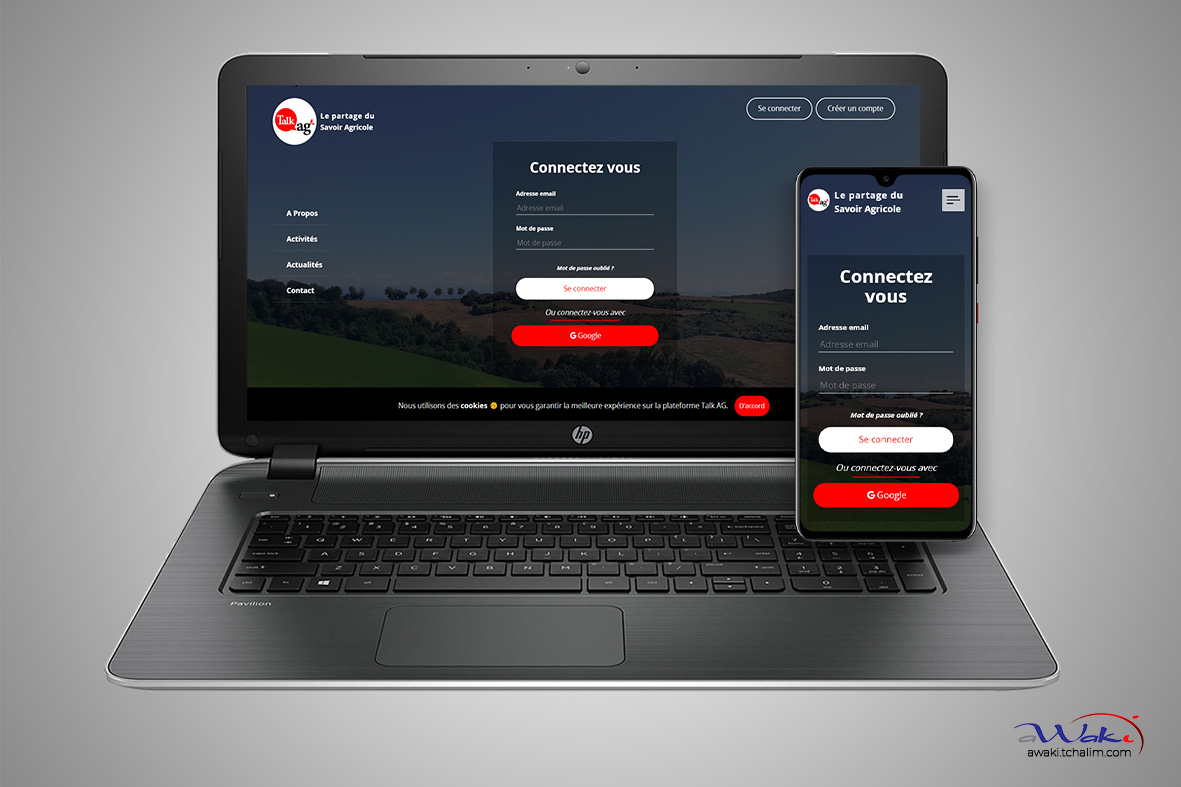 Talk
ag
Le partage du
Savoir Agricole
Se connecter
Créer un compte
A Propos
Activités
Actualités
Contact
Connectez vous
Adresse email
Adresse email
Mot de passe
Mot de passe
Mot de passe oublié ?
Se connecter
Ou connectez-vous avec
G Google
Nous utilisons des cookies 🍪 pour vous garantir la meilleure expérience sur la plateforme Talk AG.
D'accord
hp
Talk
ag
Le partage du
Savoir Agricole
Connectez
vous
Adresse email
Adresse email
Mot de passe
Mot de passe
Mot de passe oublié ?
Se connecter
Ou connectez-vous avec
G Google
Q W E R T Y U I O P
A S D F G H J K L
Z X C V B N M
Pavilion
aWaki
awaki.tchalim.com